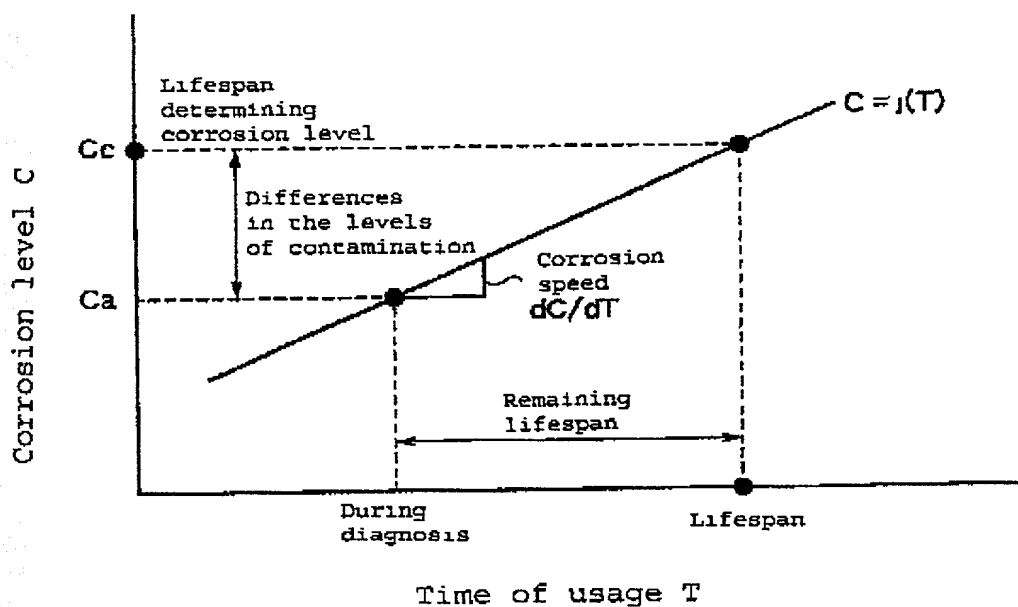 Lifespan
determining
corrosion level
C = J(T)
Cc
Differences
in the levels
of contamination
Corrosion
speed
dC/dT
Ca
Corrosion level C
Remaining
lifespan
During
diagnosis
Lifespan
Time of usage T